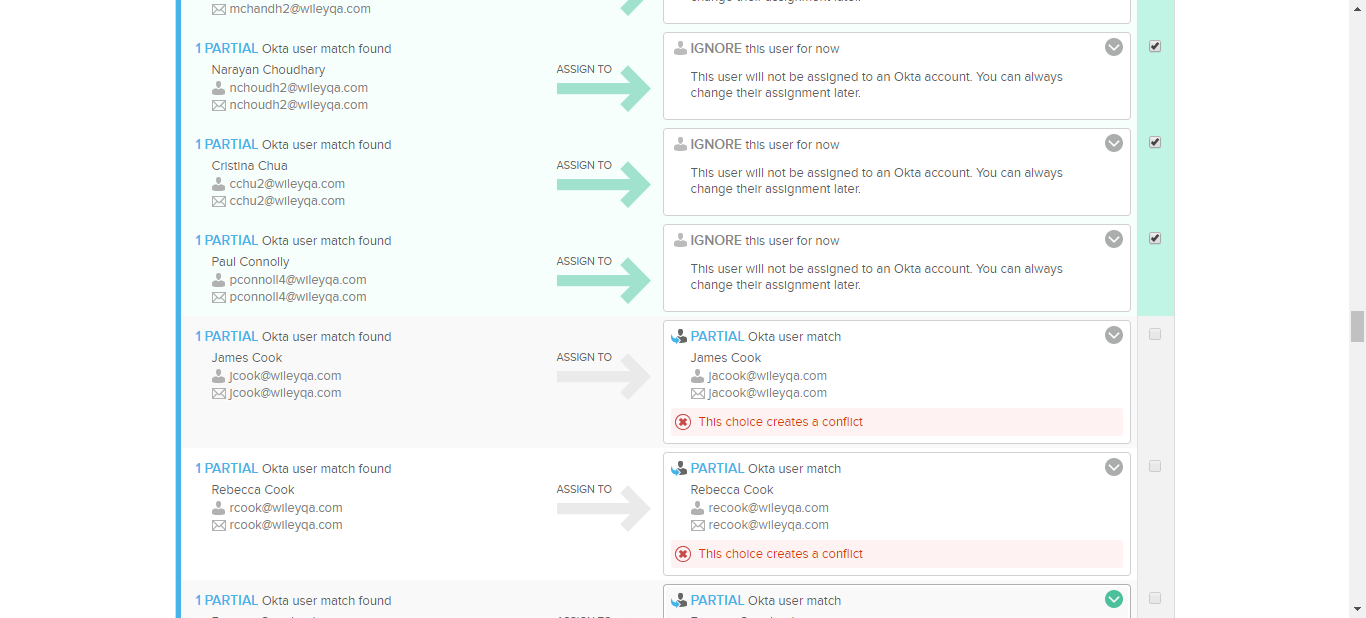 mchandh2@wileyqa.com
change their assignment later.
1 PARTIAL Okta user match found
Narayan Choudhary
nchoudh2@wileyqa.com
nchoudh2@wileyqa.com
ASSIGN TO
IGNORE this user for now
This user will not be assigned to an Okta account. You can always
change their assignment later.
1 PARTIAL Okta user match found
Cristina Chua
cchu2@wileyqa.com
cchu2@wileyqa.com
ASSIGN TO
IGNORE this user for now
This user will not be assigned to an Okta account. You can always
change their assignment later.
1 PARTIAL Okta user match found
Paul Connolly
pconnoll4@wileyqa.com
pconnoll4@wileyqa.com
ASSIGN TO
IGNORE this user for now
This user will not be assigned to an Okta account. You can always
change their assignment later.
1 PARTIAL Okta user match found
James Cook
jcook@wileyqa.com
jcook@wileyqa.com
ASSIGN TO
PARTIAL Okta user match
James Cook
jacook@wileyqa.com
jacook@wileyqa.com
This choice creates a conflict
1 PARTIAL Okta user match found
Rebecca Cook
rcook@wileyqa.com
rcook@wileyqa.com
ASSIGN TO
PARTIAL Okta user match
Rebecca Cook
recook@wileyqa.com
recook@wileyqa.com
This choice creates a conflict
1 PARTIAL Okta user match found
PARTIAL Okta user match